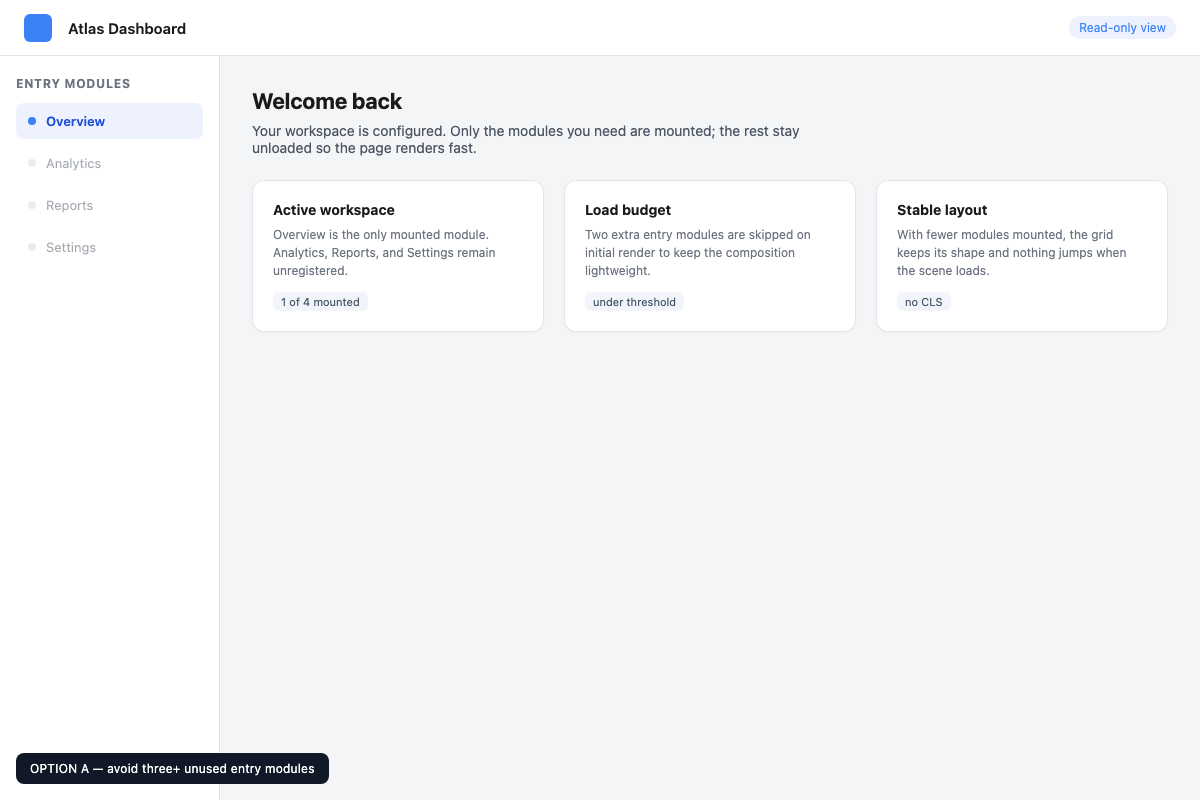 Atlas Dashboard
Read-only view
ENTRY MODULES
Overview
Analytics
Reports
Settings
Welcome back
Your workspace is configured. Only the modules you need are mounted; the rest stay
unloaded so the page renders fast.
Active workspace
Overview is the only mounted module.
Analytics, Reports, and Settings remain
unregistered.
1 of 4 mounted
Load budget
Two extra entry modules are skipped on
initial render to keep the composition
lightweight.
under threshold
Stable layout
With fewer modules mounted, the grid
keeps its shape and nothing jumps when
the scene loads.
no CLS
OPTION A — avoid three+ unused entry modules